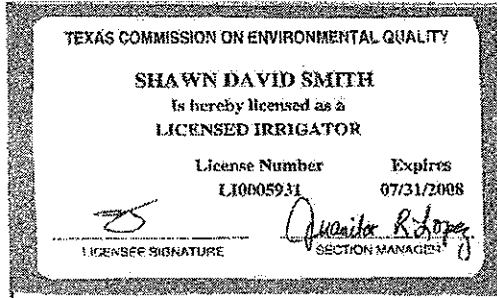 TEXAS COMMISSION ON ENVIRONMENTAL QUALITY
SHAWN DAVID SMITH
Is hereby licensed as a
LICENSED IRRIGATOR
License Number Expires
LI0005931 07/31/2008
Juanita R. Lopez
LICENSEE SIGNATURE SECTION MANAGER